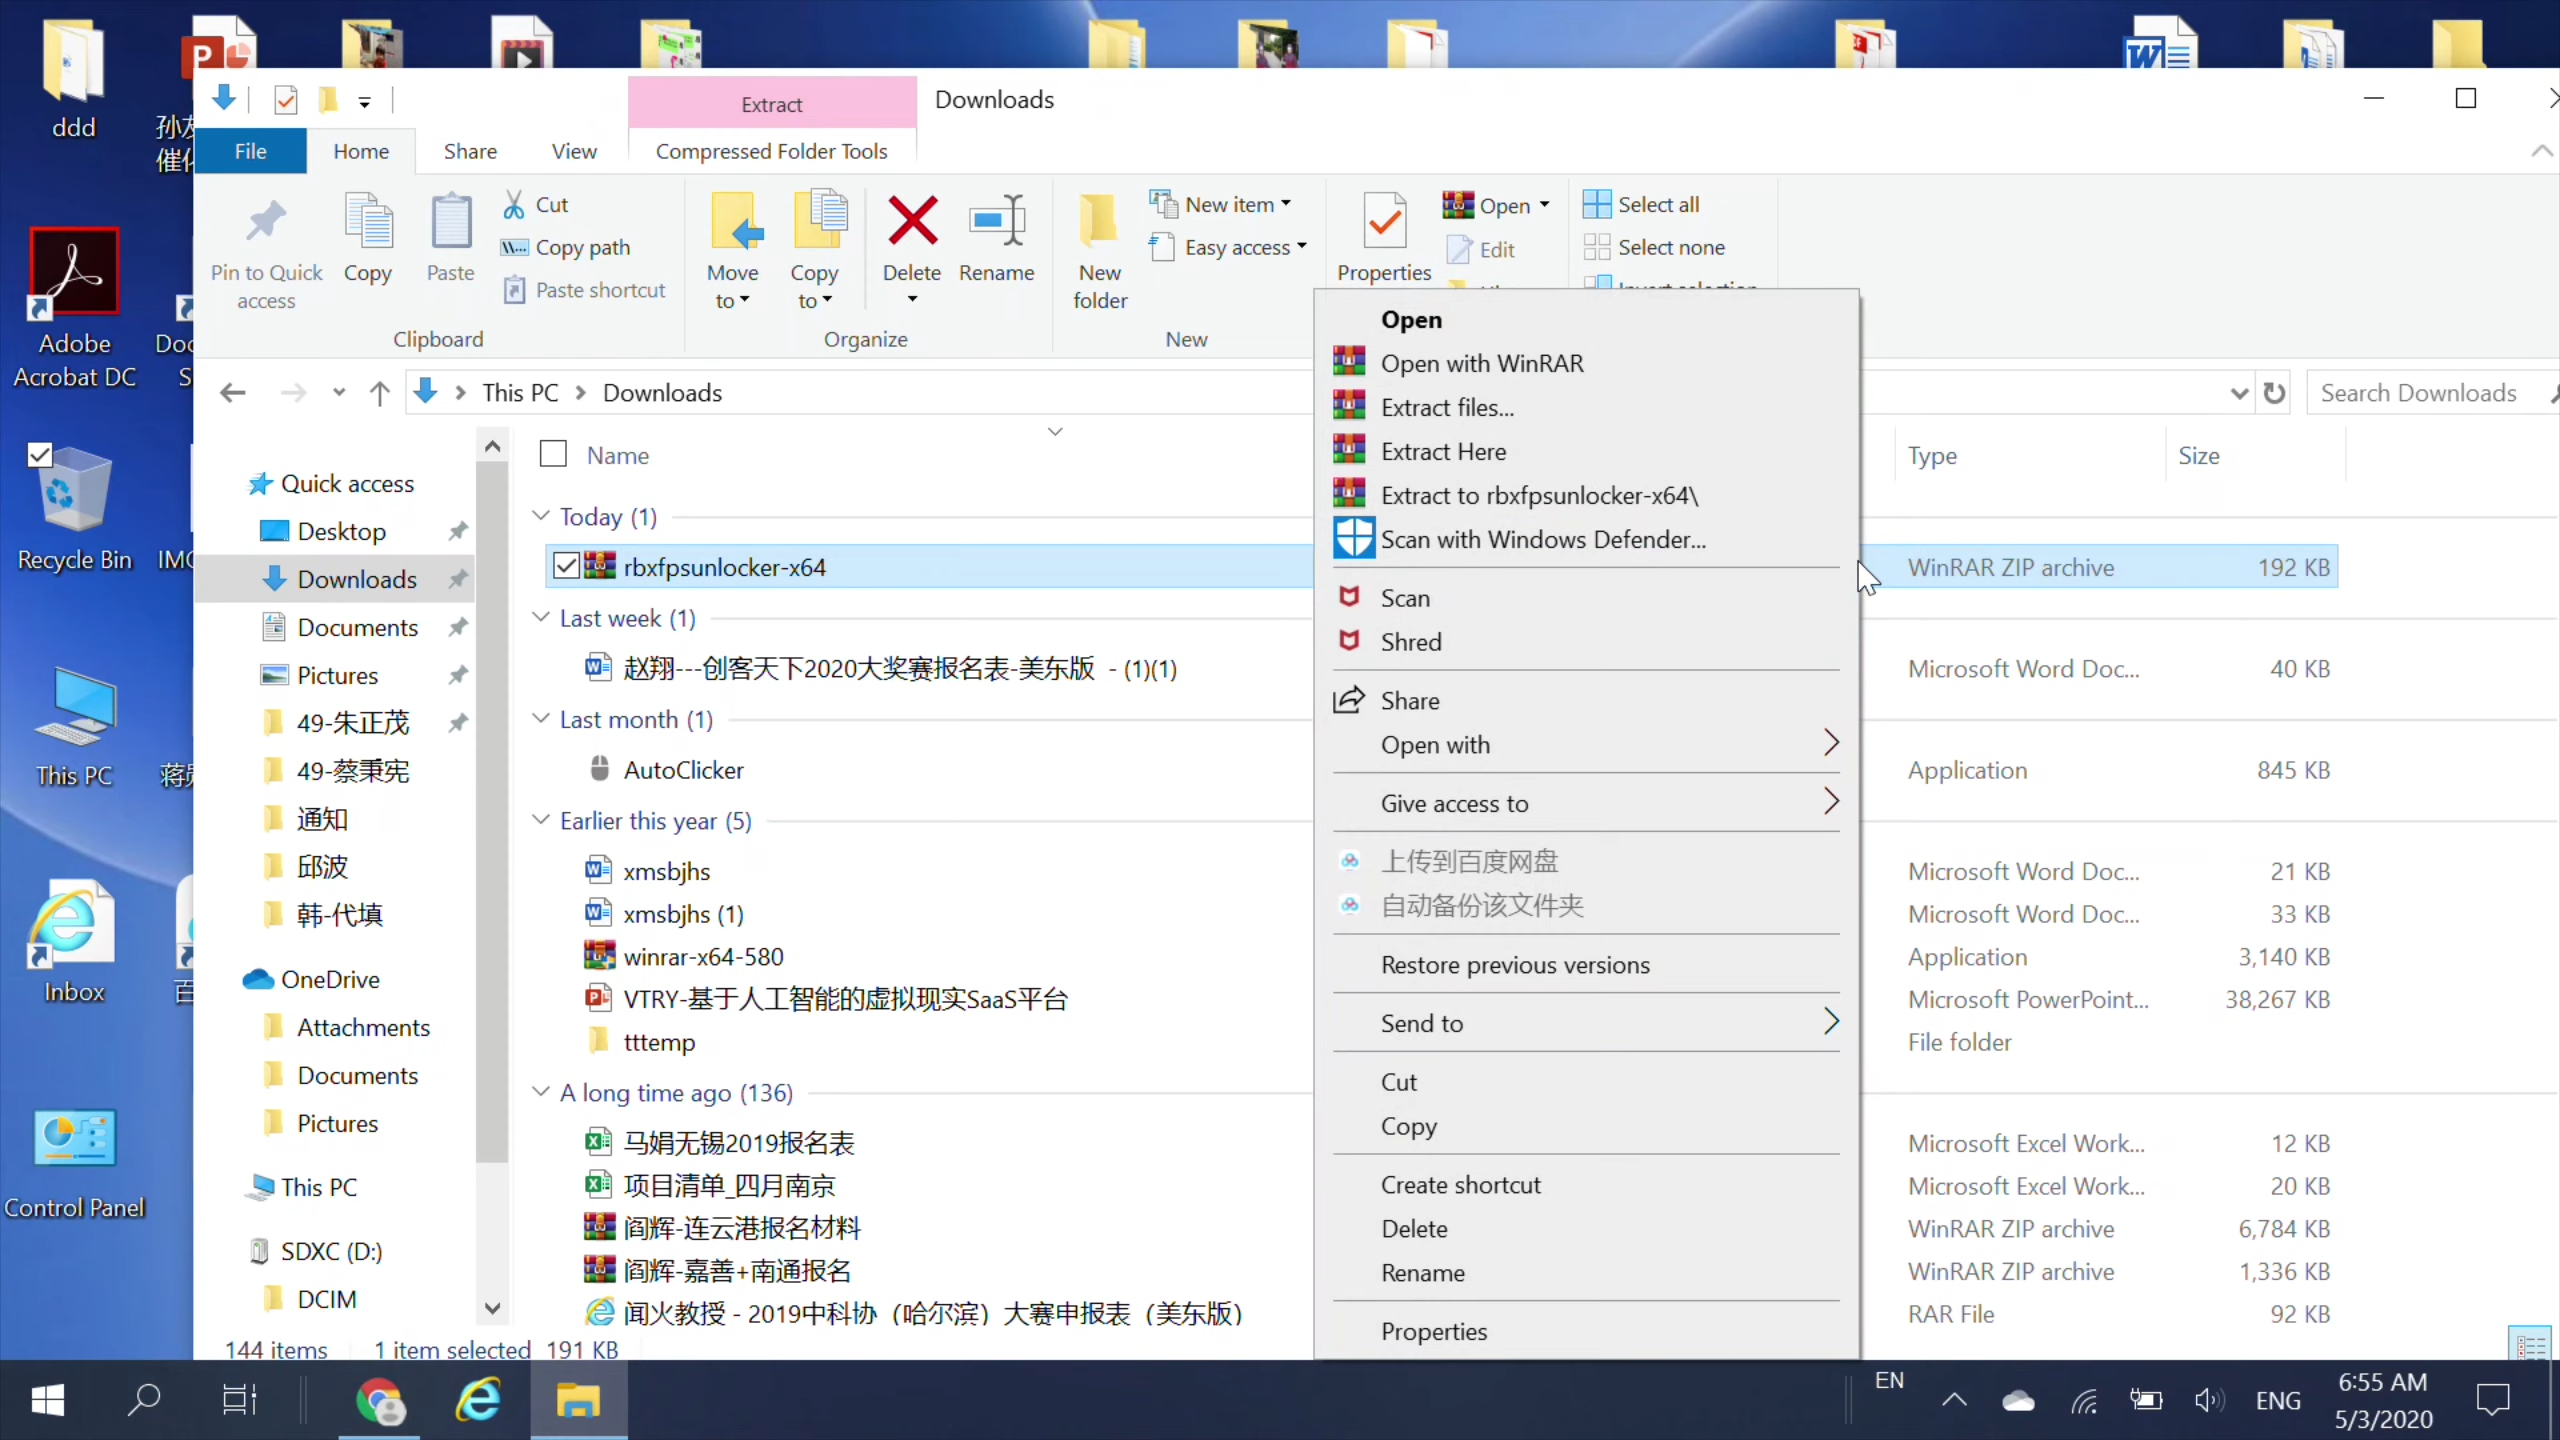 ddd
Adobe
Acrobat DC
Recycle Bin
This PC
Inbox
Control Panel
Extract
Downloads
File
Home
Share
View
Compressed Folder Tools
Pin to Quick
access
Copy
Paste
Cut
Copy path
Paste shortcut
Clipboard
Move
to
Copy
to
Delete
Rename
Organize
New
folder
New item
Easy access
New
Properties
Open
Edit
Select all
Select none
Invert selection
This PC
Downloads
Search Downloads
Name
Type
Size
Quick access
Desktop
Downloads
Documents
Pictures
49-朱正茂
49-蔡秉宪
通知
邱波
韩-代填
OneDrive
Attachments
Documents
Pictures
This PC
SDXC (D:)
DCIM
Today (1)
rbxfpsunlocker-x64 WinRAR ZIP archive 192 KB
Last week (1)
赵翔---创客天下2020大奖赛报名表-美东版 - (1)(1) Microsoft Word Doc... 40 KB
Last month (1)
AutoClicker Application 845 KB
Earlier this year (5)
xmsbjhs Microsoft Word Doc... 21 KB
xmsbjhs (1) Microsoft Word Doc... 33 KB
winrar-x64-580 Application 3,140 KB
VTRY-基于人工智能的虚拟现实SaaS平台 Microsoft PowerPoint... 38,267 KB
tttemp File folder
A long time ago (136)
马娟无锡2019报名表 Microsoft Excel Work... 12 KB
项目清单_四月南京 Microsoft Excel Work... 20 KB
阎辉-连云港报名材料 WinRAR ZIP archive 6,784 KB
阎辉-嘉善+南通报名 WinRAR ZIP archive 1,336 KB
闻火教授 - 2019中科协（哈尔滨）大赛申报表（美东版） RAR File 92 KB
Open
Open with WinRAR
Extract files...
Extract Here
Extract to rbxfpsunlocker-x64\
Scan with Windows Defender...
Scan
Shred
Share
Open with
Give access to
上传到百度网盘
自动备份该文件夹
Restore previous versions
Send to
Cut
Copy
Create shortcut
Delete
Rename
Properties
144 items
1 item selected 191 KB
EN
ENG
6:55 AM
5/3/2020